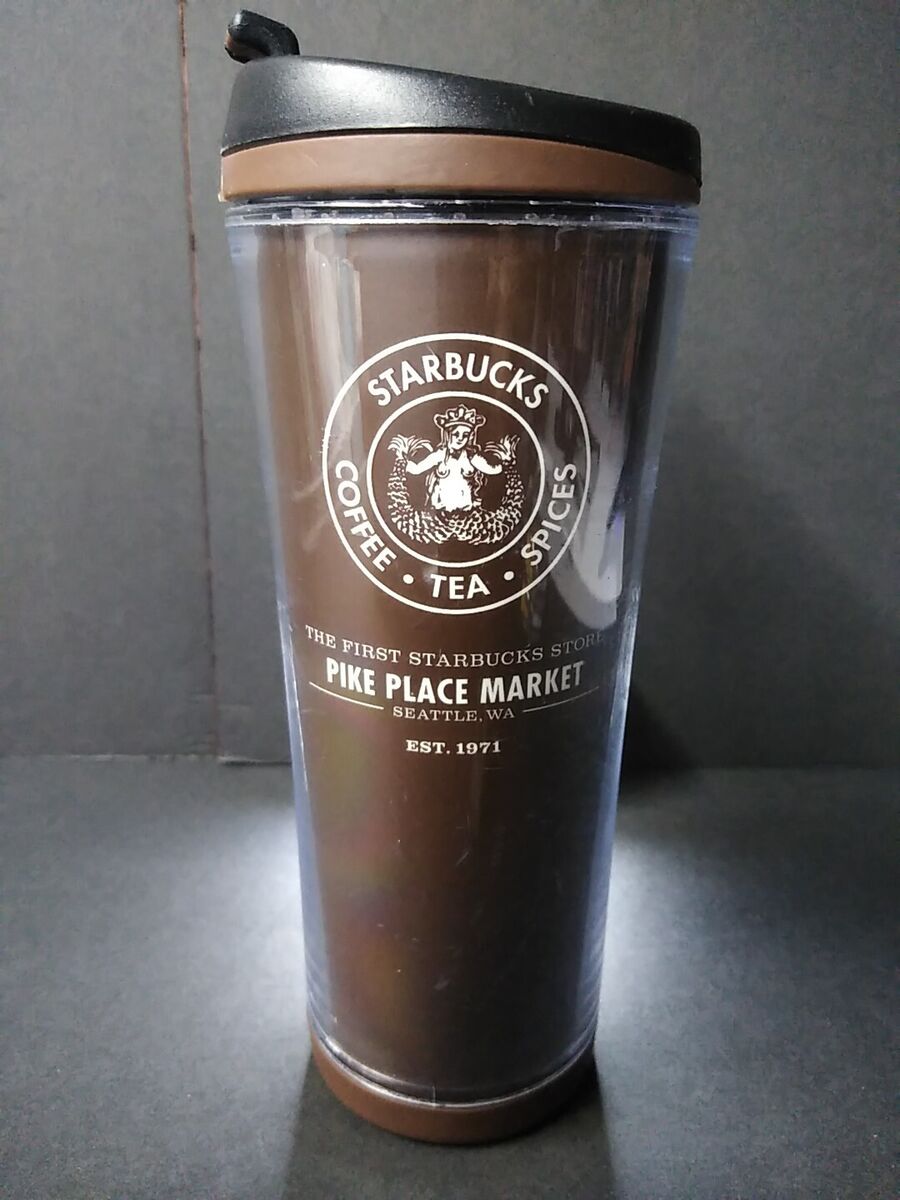 STARBUCKS
COFFEE • TEA • SPICES
THE FIRST STARBUCKS STORE
PIKE PLACE MARKET
SEATTLE, WA
EST. 1971